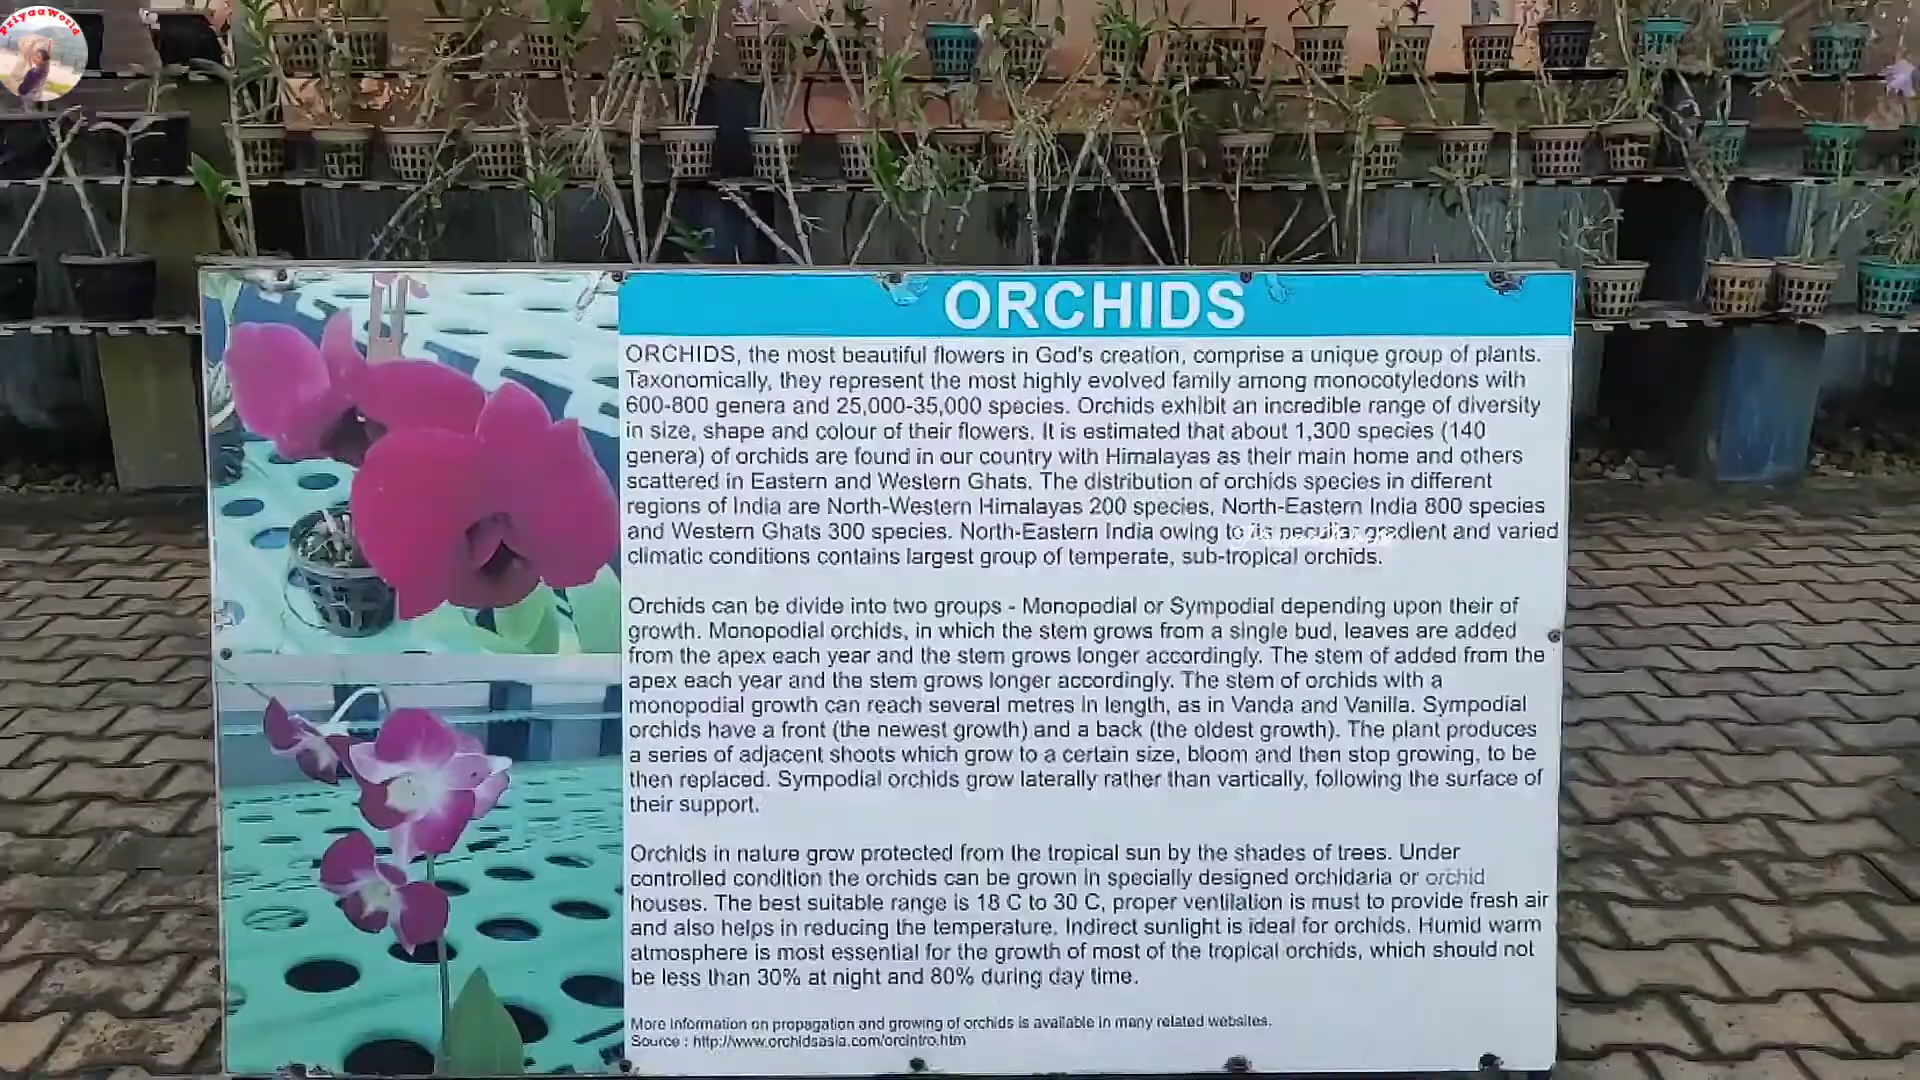 PriyaaWorld
ORCHIDS
ORCHIDS, the most beautiful flowers in God's creation, comprise a unique group of plants.
Taxonomically, they represent the most highly evolved family among monocotyledons with
600-800 genera and 25,000-35,000 species. Orchids exhibit an incredible range of diversity
in size, shape and colour of their flowers. It is estimated that about 1,300 species (140
genera) of orchids are found in our country with Himalayas as their main home and others
scattered in Eastern and Western Ghats. The distribution of orchids species in different
regions of India are North-Western Himalayas 200 species, North-Eastern India 800 species
and Western Ghats 300 species. North-Eastern India owing to its peculiar gredient and varied
climatic conditions contains largest group of temperate, sub-tropical orchids.
Orchids can be divide into two groups - Monopodial or Sympodial depending upon their of
growth. Monopodial orchids, in which the stem grows from a single bud, leaves are added
from the apex each year and the stem grows longer accordingly. The stem of added from the
apex each year and the stem grows longer accordingly. The stem of orchids with a
monopodial growth can reach several metres in length, as in Vanda and Vanilla. Sympodial
orchids have a front (the newest growth) and a back (the oldest growth). The plant produces
a series of adjacent shoots which grow to a certain size, bloom and then stop growing, to be
then replaced. Sympodial orchids grow laterally rather than vartically, following the surface of
their support.
Orchids in nature grow protected from the tropical sun by the shades of trees. Under
controlled condition the orchids can be grown in specially designed orchidaria or orchid
houses. The best suitable range is 18 C to 30 C, proper ventilation is must to provide fresh air
and also helps in reducing the temperature. Indirect sunlight is ideal for orchids. Humid warm
atmosphere is most essential for the growth of most of the tropical orchids, which should not
be less than 30% at night and 80% during day time.
More information on propagation and growing of orchids is available in many related websites.
Source : http://www.orchidsasia.com/orcintro.htm